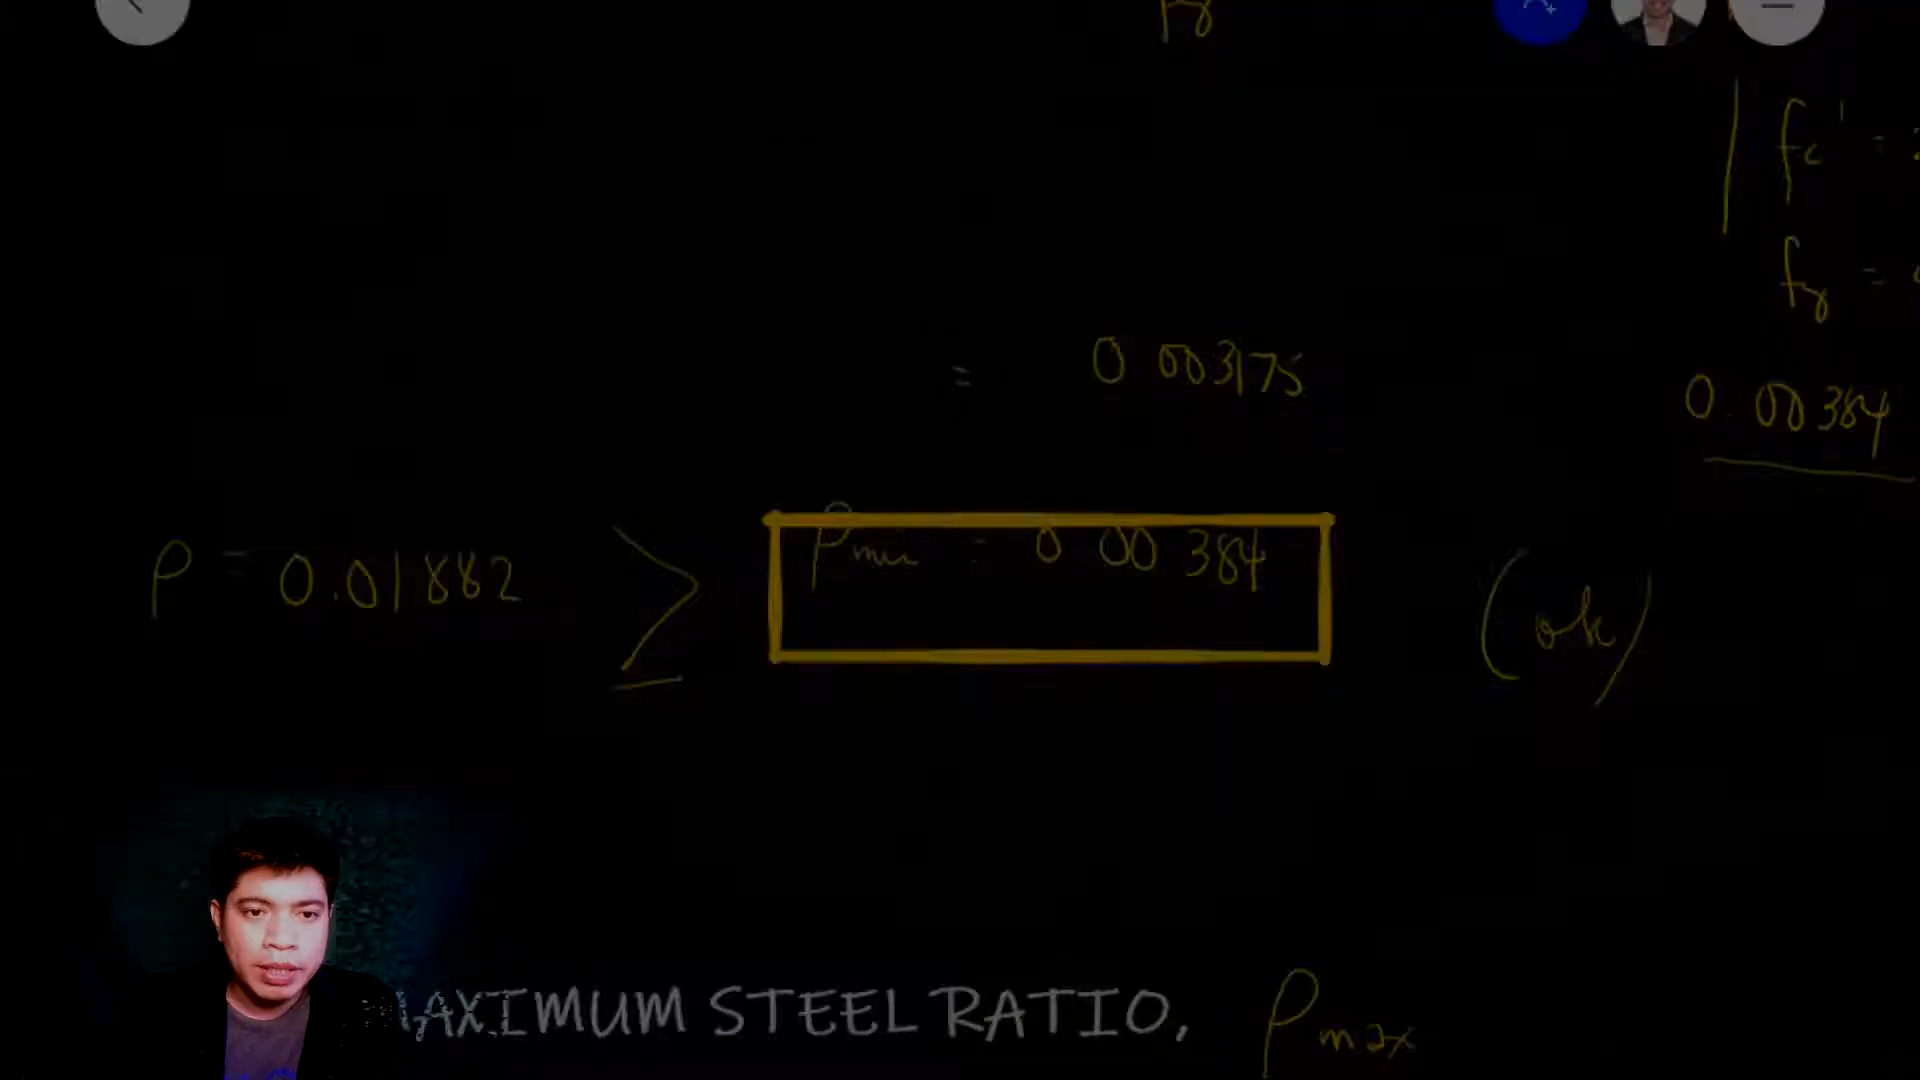 fy
fc' =
fy =
= 0.003175
0.00384
ρ = 0.01882 ≥ ρmin = 0.00384 (ok)
MAXIMUM STEEL RATIO, ρmax